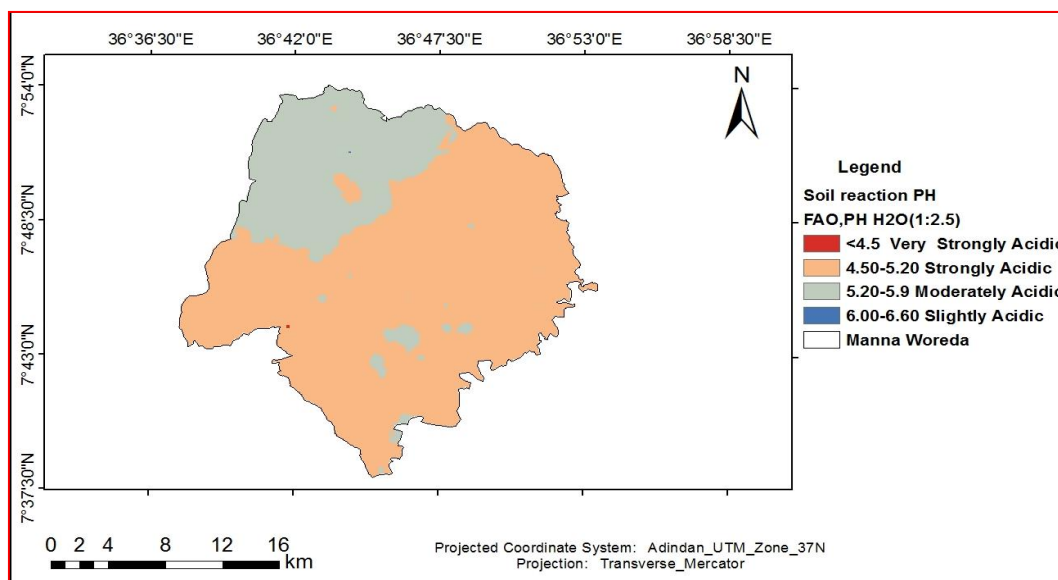 36°36'30"E 36°42'0"E 36°47'30"E 36°53'0"E 36°58'30"E
7°54'0"N
7°48'30"N
7°43'0"N
7°37'30"N
N
Legend
Soil reaction PH
FAO,PH H2O(1:2.5)
<4.5 Very Strongly Acidic
4.50-5.20 Strongly Acidic
5.20-5.9 Moderately Acidic
6.00-6.60 Slightly Acidic
Manna Woreda
0 2 4 8 12 16
km
Projected Coordinate System: Adindan_UTM_Zone_37N
Projection: Transverse_Mercator